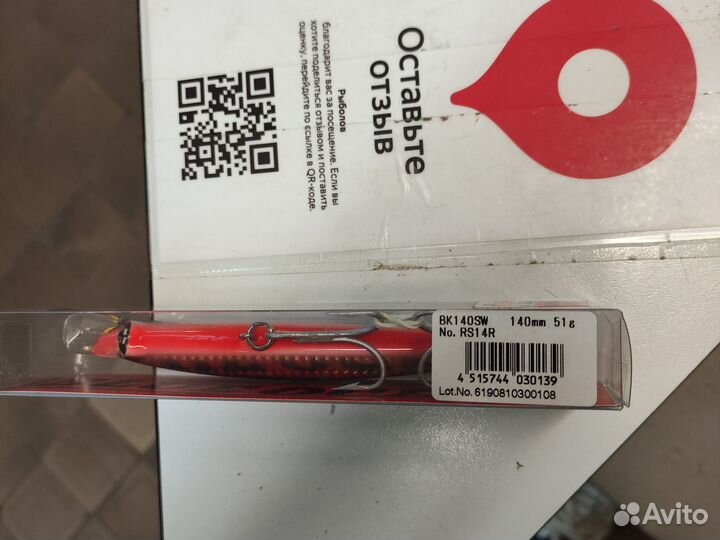 Оставьте
отзыв
Рыболов
благодарит вас за посещение. Если вы
хотите поделиться отзывом и поставить
оценку, перейдите по ссылке в QR-коде.
BK140SW 140mm 51g
No. RS14R
4 515744 030139
Lot.No. 6190810300108
Avito